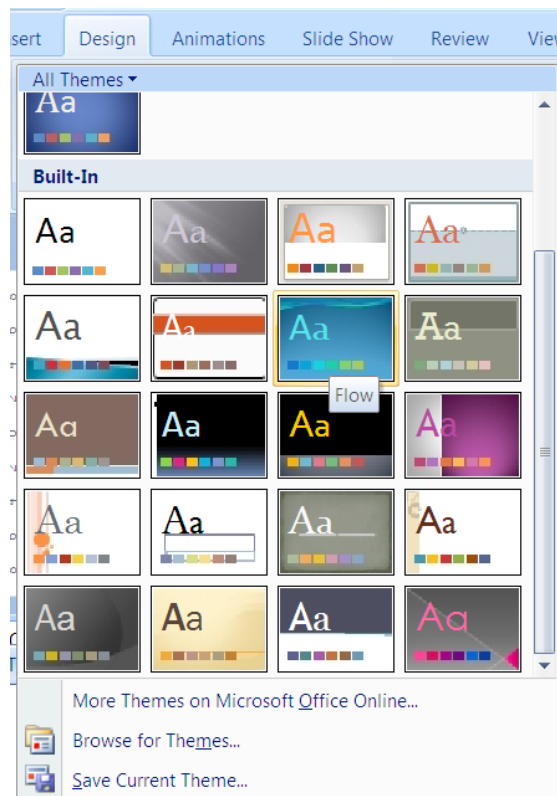 sert Design Animations Slide Show Review Vie
All Themes
Aa
Built-In
Aa Aa Aa Aa
Aa Aa Aa Aa
Flow
Aa Aa Aa Aa
Aa Aa Aa Aa
Aa Aa Aa Aa
More Themes on Microsoft Office Online...
Browse for Themes...
Save Current Theme...